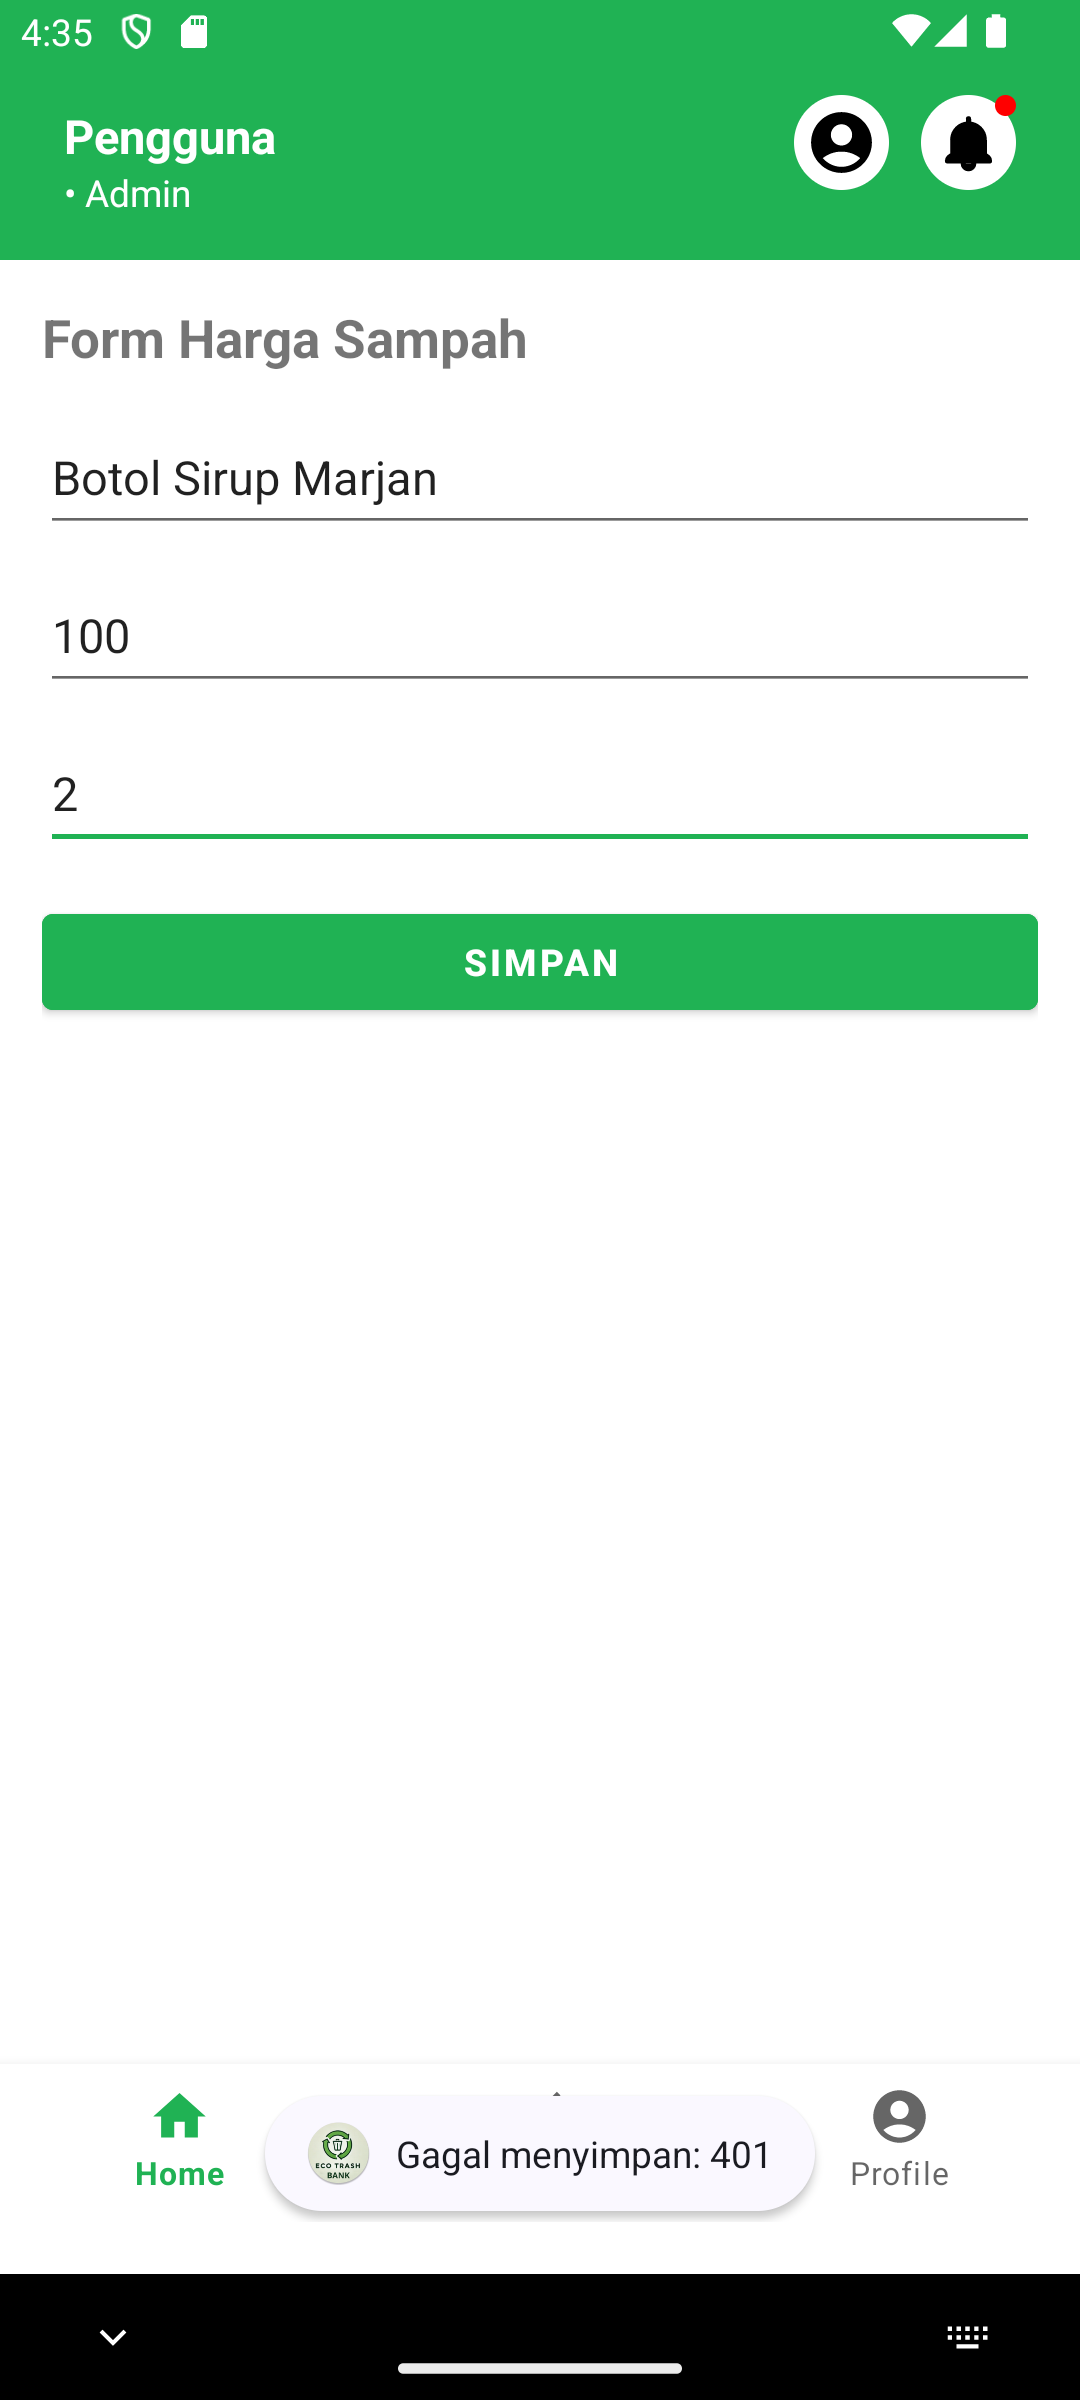 4:35
Pengguna
• Admin
Form Harga Sampah
Botol Sirup Marjan
100
2
SIMPAN
Home
ECO TRASH
BANK
Gagal menyimpan: 401
Profile